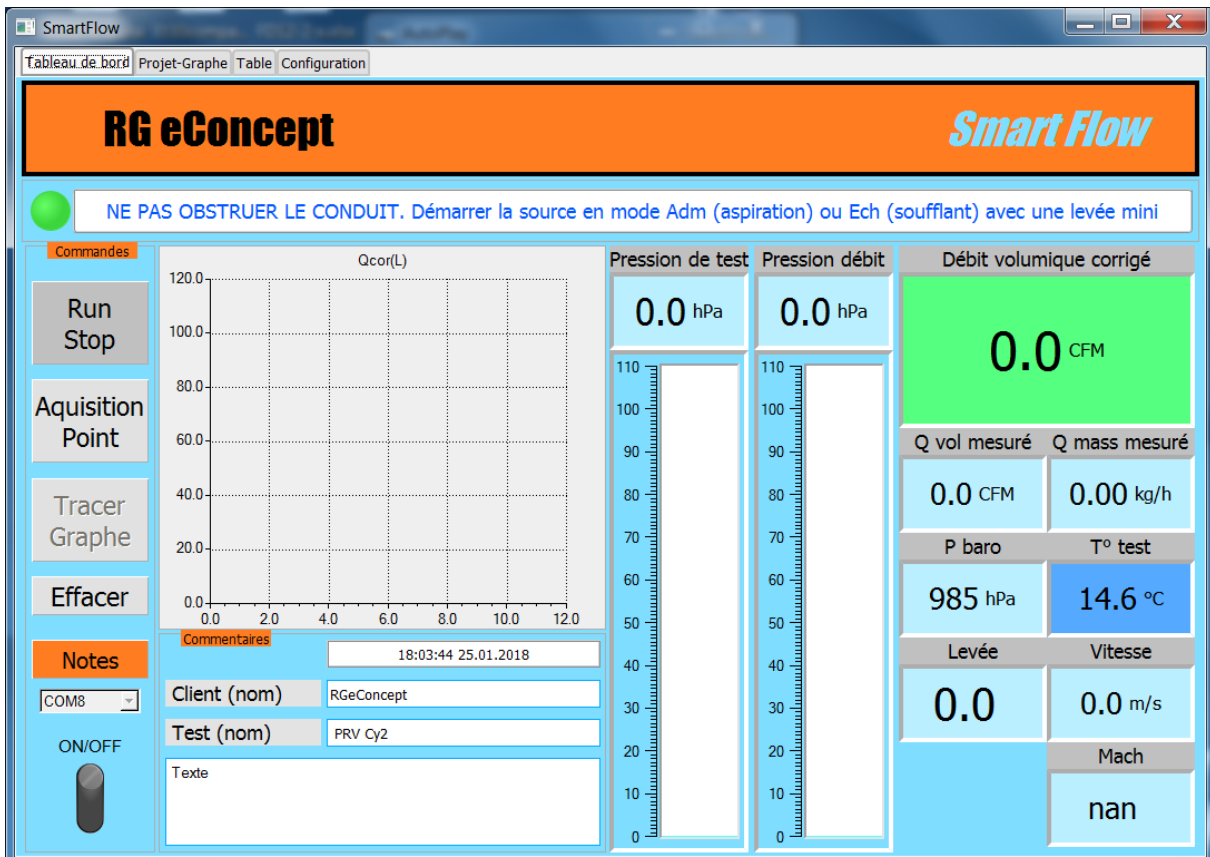 SmartFlow
Tableau de bord Projet-Graphe Table Configuration
RG eConcept
Smart Flow
NE PAS OBSTRUER LE CONDUIT. Démarrer la source en mode Adm (aspiration) ou Ech (soufflant) avec une levée mini
Commandes
Run
Stop
Aquisition
Point
Tracer
Graphe
Effacer
Notes
COM8
ON/OFF
Qcor(L)
120.0
100.0
80.0
60.0
40.0
20.0
0.0
0.0 2.0 4.0 6.0 8.0 10.0 12.0
Commentaires
18:03:44 25.01.2018
Client (nom) RGeConcept
Test (nom) PRV Cy2
Texte
Pression de test
0.0 hPa
110
100
90
80
70
60
50
40
30
20
10
0
Pression débit
0.0 hPa
110
100
90
80
70
60
50
40
30
20
10
0
Débit volumique corrigé
0.0 CFM
Q vol mesuré Q mass mesuré
0.0 CFM 0.00 kg/h
P baro T° test
985 hPa 14.6 °C
Levée Vitesse
0.0 0.0 m/s
Mach
nan